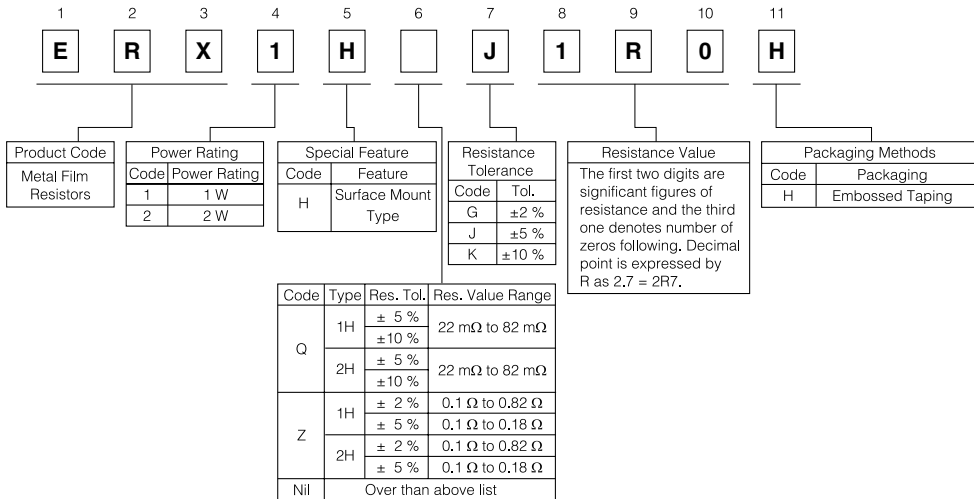 1 2 3 4 5 6 7 8 9 10 11
E R X 1 H J 1 R 0 H
Product Code
Metal Film
Resistors
Power Rating
Code Power Rating
1 1 W
2 2 W
Special Feature
Code Feature
H Surface Mount
Type
Resistance
Tolerance
Code Tol.
G ±2 %
J ±5 %
K ±10 %
Resistance Value
The first two digits are
significant figures of
resistance and the third
one denotes number of
zeros following. Decimal
point is expressed by
R as 2.7 = 2R7.
Packaging Methods
Code Packaging
H Embossed Taping
Code Type Res. Tol. Res. Value Range
Q 1H ± 5 % 22 mΩ to 82 mΩ
±10 %
2H ± 5 % 22 mΩ to 82 mΩ
±10 %
Z 1H ± 2 % 0.1 Ω to 0.82 Ω
± 5 % 0.1 Ω to 0.18 Ω
2H ± 2 % 0.1 Ω to 0.82 Ω
± 5 % 0.1 Ω to 0.18 Ω
Nil Over than above list